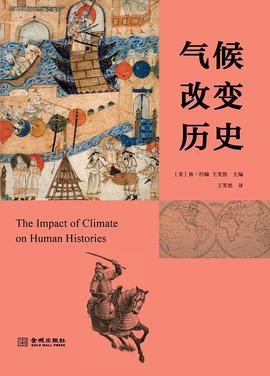 气候
改变
历史
［美］狄·约翰 王笑然 主编
王笑然 译
The Impact of Climate
on Human Histories
金城出版社
GOLD WALL PRESS